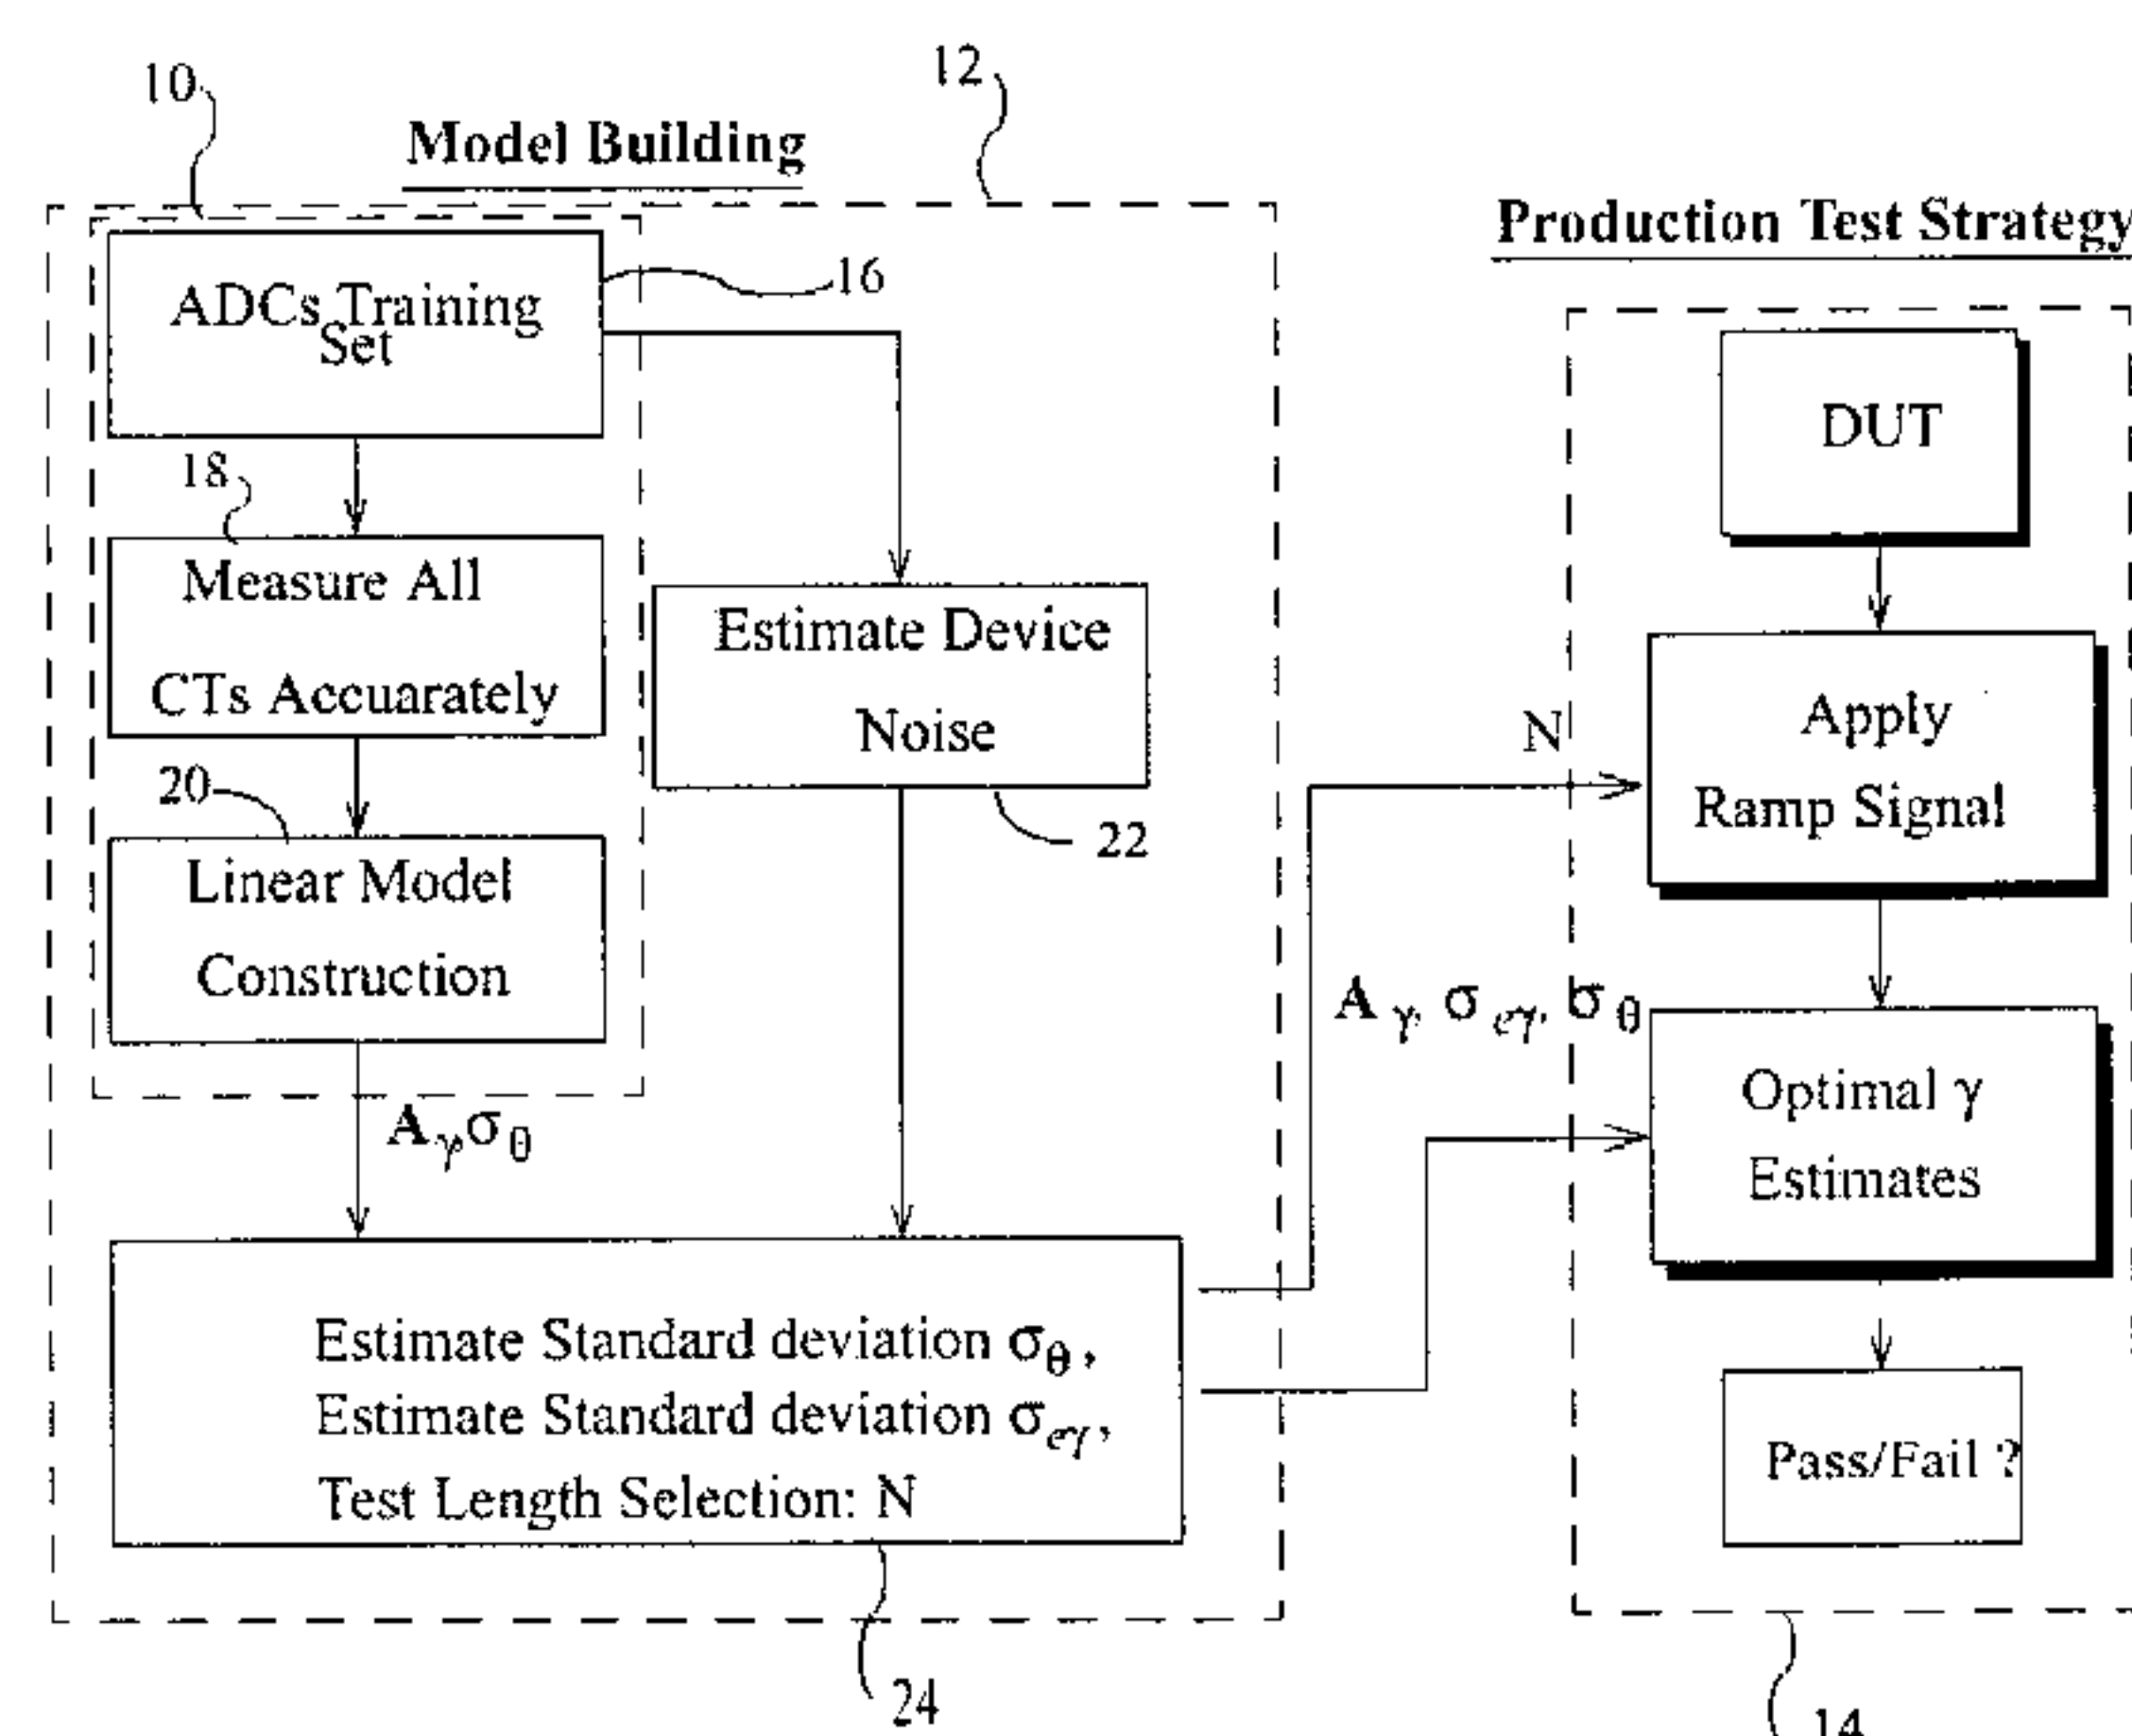 10
12
Model Building
Production Test Strategy
ADCs Training
Set
16
DUT
18
Measure All
CTs Accuarately
Estimate Device
Noise
N
Apply
Ramp Signal
20
22
Linear Model
Construction
A γ, σ eγ, σ θ
Optimal γ
Estimates
A γ, σ θ
Estimate Standard deviation σθ,
Estimate Standard deviation σeγ,
Test Length Selection: N
Pass/Fail ?
24
14